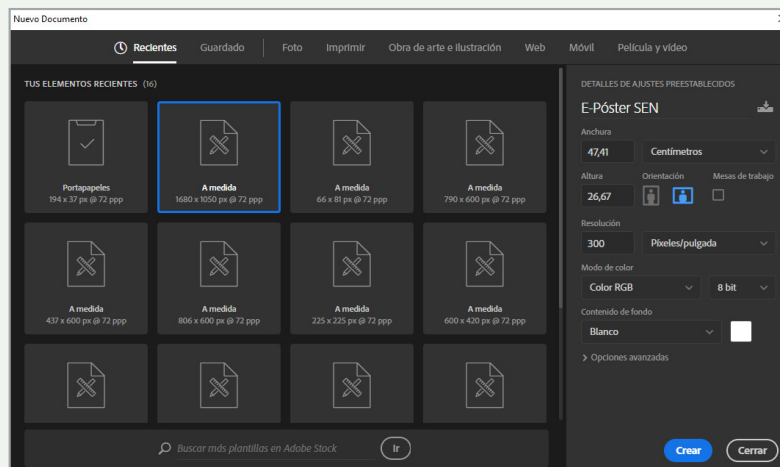 Nuevo Documento
Recientes Guardado Foto Imprimir Obra de arte e ilustración Web Móvil Película y vídeo
TUS ELEMENTOS RECIENTES (16)
Portapapeles
194 x 37 px @ 72 ppp
A medida
1680 x 1050 px @ 72 ppp
A medida
66 x 81 px @ 72 ppp
A medida
790 x 600 px @ 72 ppp
A medida
437 x 600 px @ 72 ppp
A medida
806 x 600 px @ 72 ppp
A medida
225 x 225 px @ 72 ppp
A medida
600 x 420 px @ 72 ppp
Buscar más plantillas en Adobe Stock Ir
DETALLES DE AJUSTES PREESTABLECIDOS
E-Póster SEN
Anchura
47,41 Centímetros
Altura Orientación Mesas de trabajo
26,67
Resolución
300 Píxeles/pulgada
Modo de color
Color RGB 8 bit
Contenido de fondo
Blanco
Opciones avanzadas
Crear Cerrar